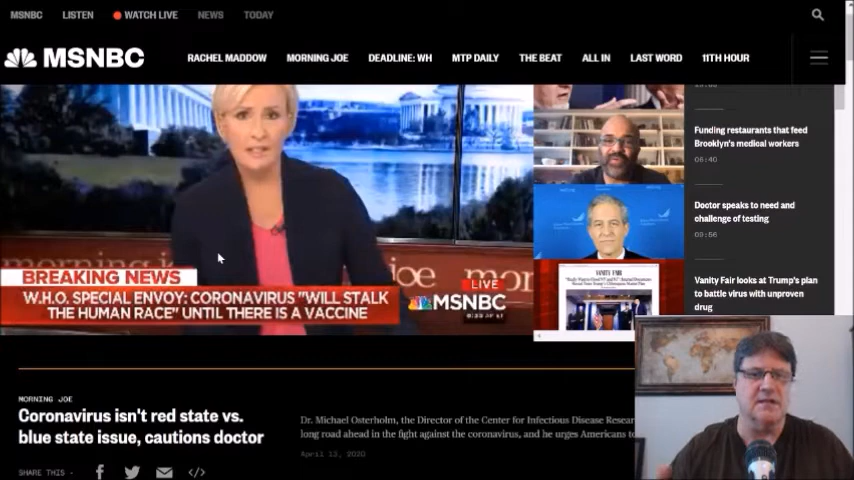 MSNBC LISTEN WATCH LIVE NEWS TODAY
MSNBC RACHEL MADDOW MORNING JOE DEADLINE: WH MTP DAILY THE BEAT ALL IN LAST WORD 11TH HOUR
Funding restaurants that feed
Brooklyn's medical workers
06:40
Doctor speaks to need and
challenge of testing
09:56
Vanity Fair looks at Trump's plan
to battle virus with unproven
drug
VANITY FAIR
morning joe
mor
BREAKING NEWS
W.H.O. SPECIAL ENVOY: CORONAVIRUS "WILL STALK
THE HUMAN RACE" UNTIL THERE IS A VACCINE
LIVE
MSNBC
MORNING JOE
Coronavirus isn't red state vs.
blue state issue, cautions doctor
Dr. Michael Osterholm, the Director of the Center for Infectious Disease Resear
long road ahead in the fight against the coronavirus, and he urges Americans to
April 13, 2020
SHARE THIS -